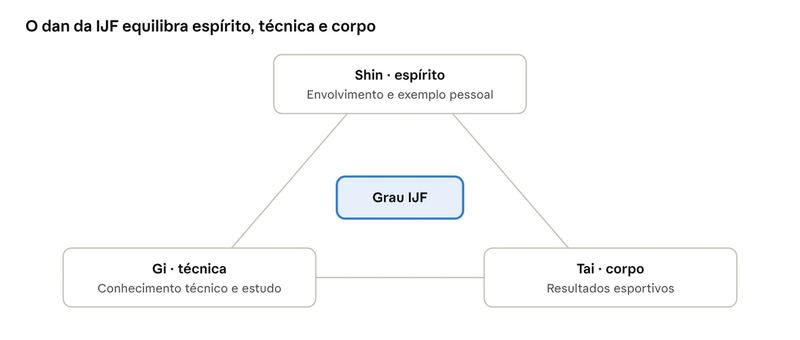 O dan da IJF equilibra espírito, técnica e corpo
Shin · espírito
Envolvimento e exemplo pessoal
Grau IJF
Gi · técnica
Conhecimento técnico e estudo
Tai · corpo
Resultados esportivos